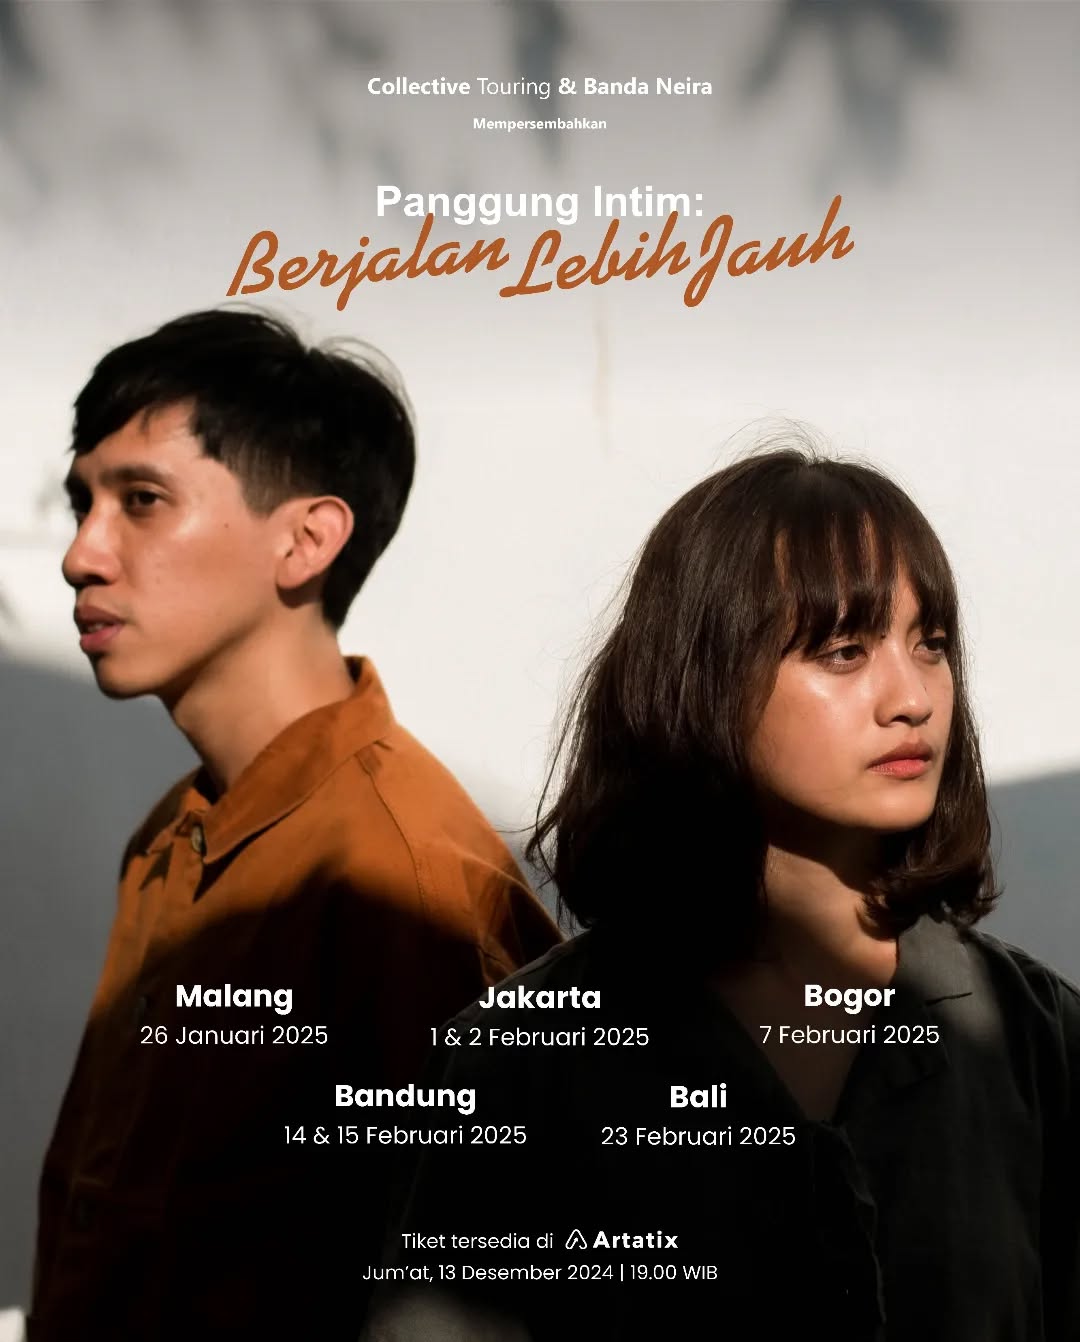 Collective Touring & Banda Neira
Mempersembahkan
Panggung Intim:
Berjalan Lebih Jauh
Malang
26 Januari 2025
Jakarta
1 & 2 Februari 2025
Bogor
7 Februari 2025
Bandung
14 & 15 Februari 2025
Bali
23 Februari 2025
Tiket tersedia di Artatix
Jum'at, 13 Desember 2024 | 19.00 WIB